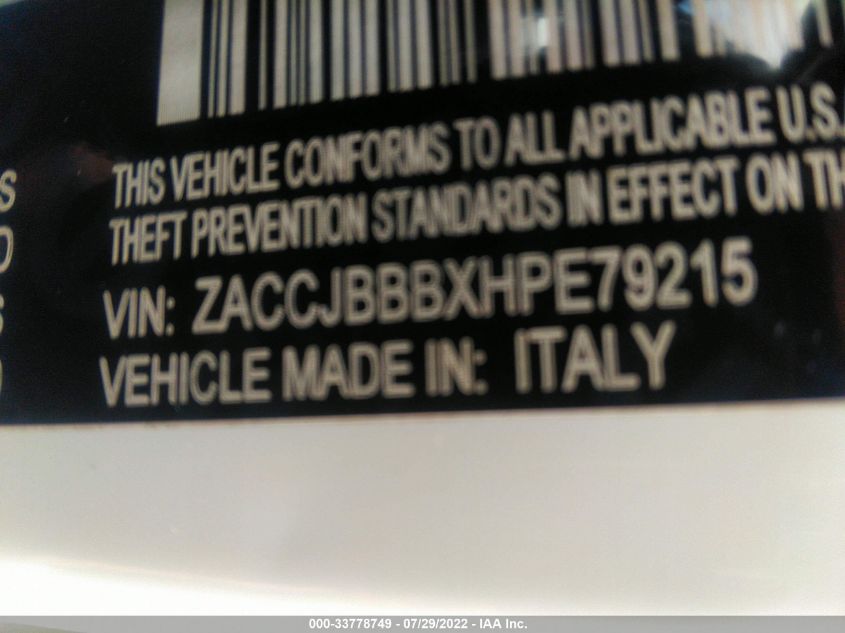 THIS VEHICLE CONFORMS TO ALL APPLICABLE U.S.
THEFT PREVENTION STANDARDS IN EFFECT ON TH
VIN: ZACCJBBBXHPE79215
VEHICLE MADE IN: ITALY
S
D
S
)
000-33778749 - 07/29/2022 - IAA Inc.